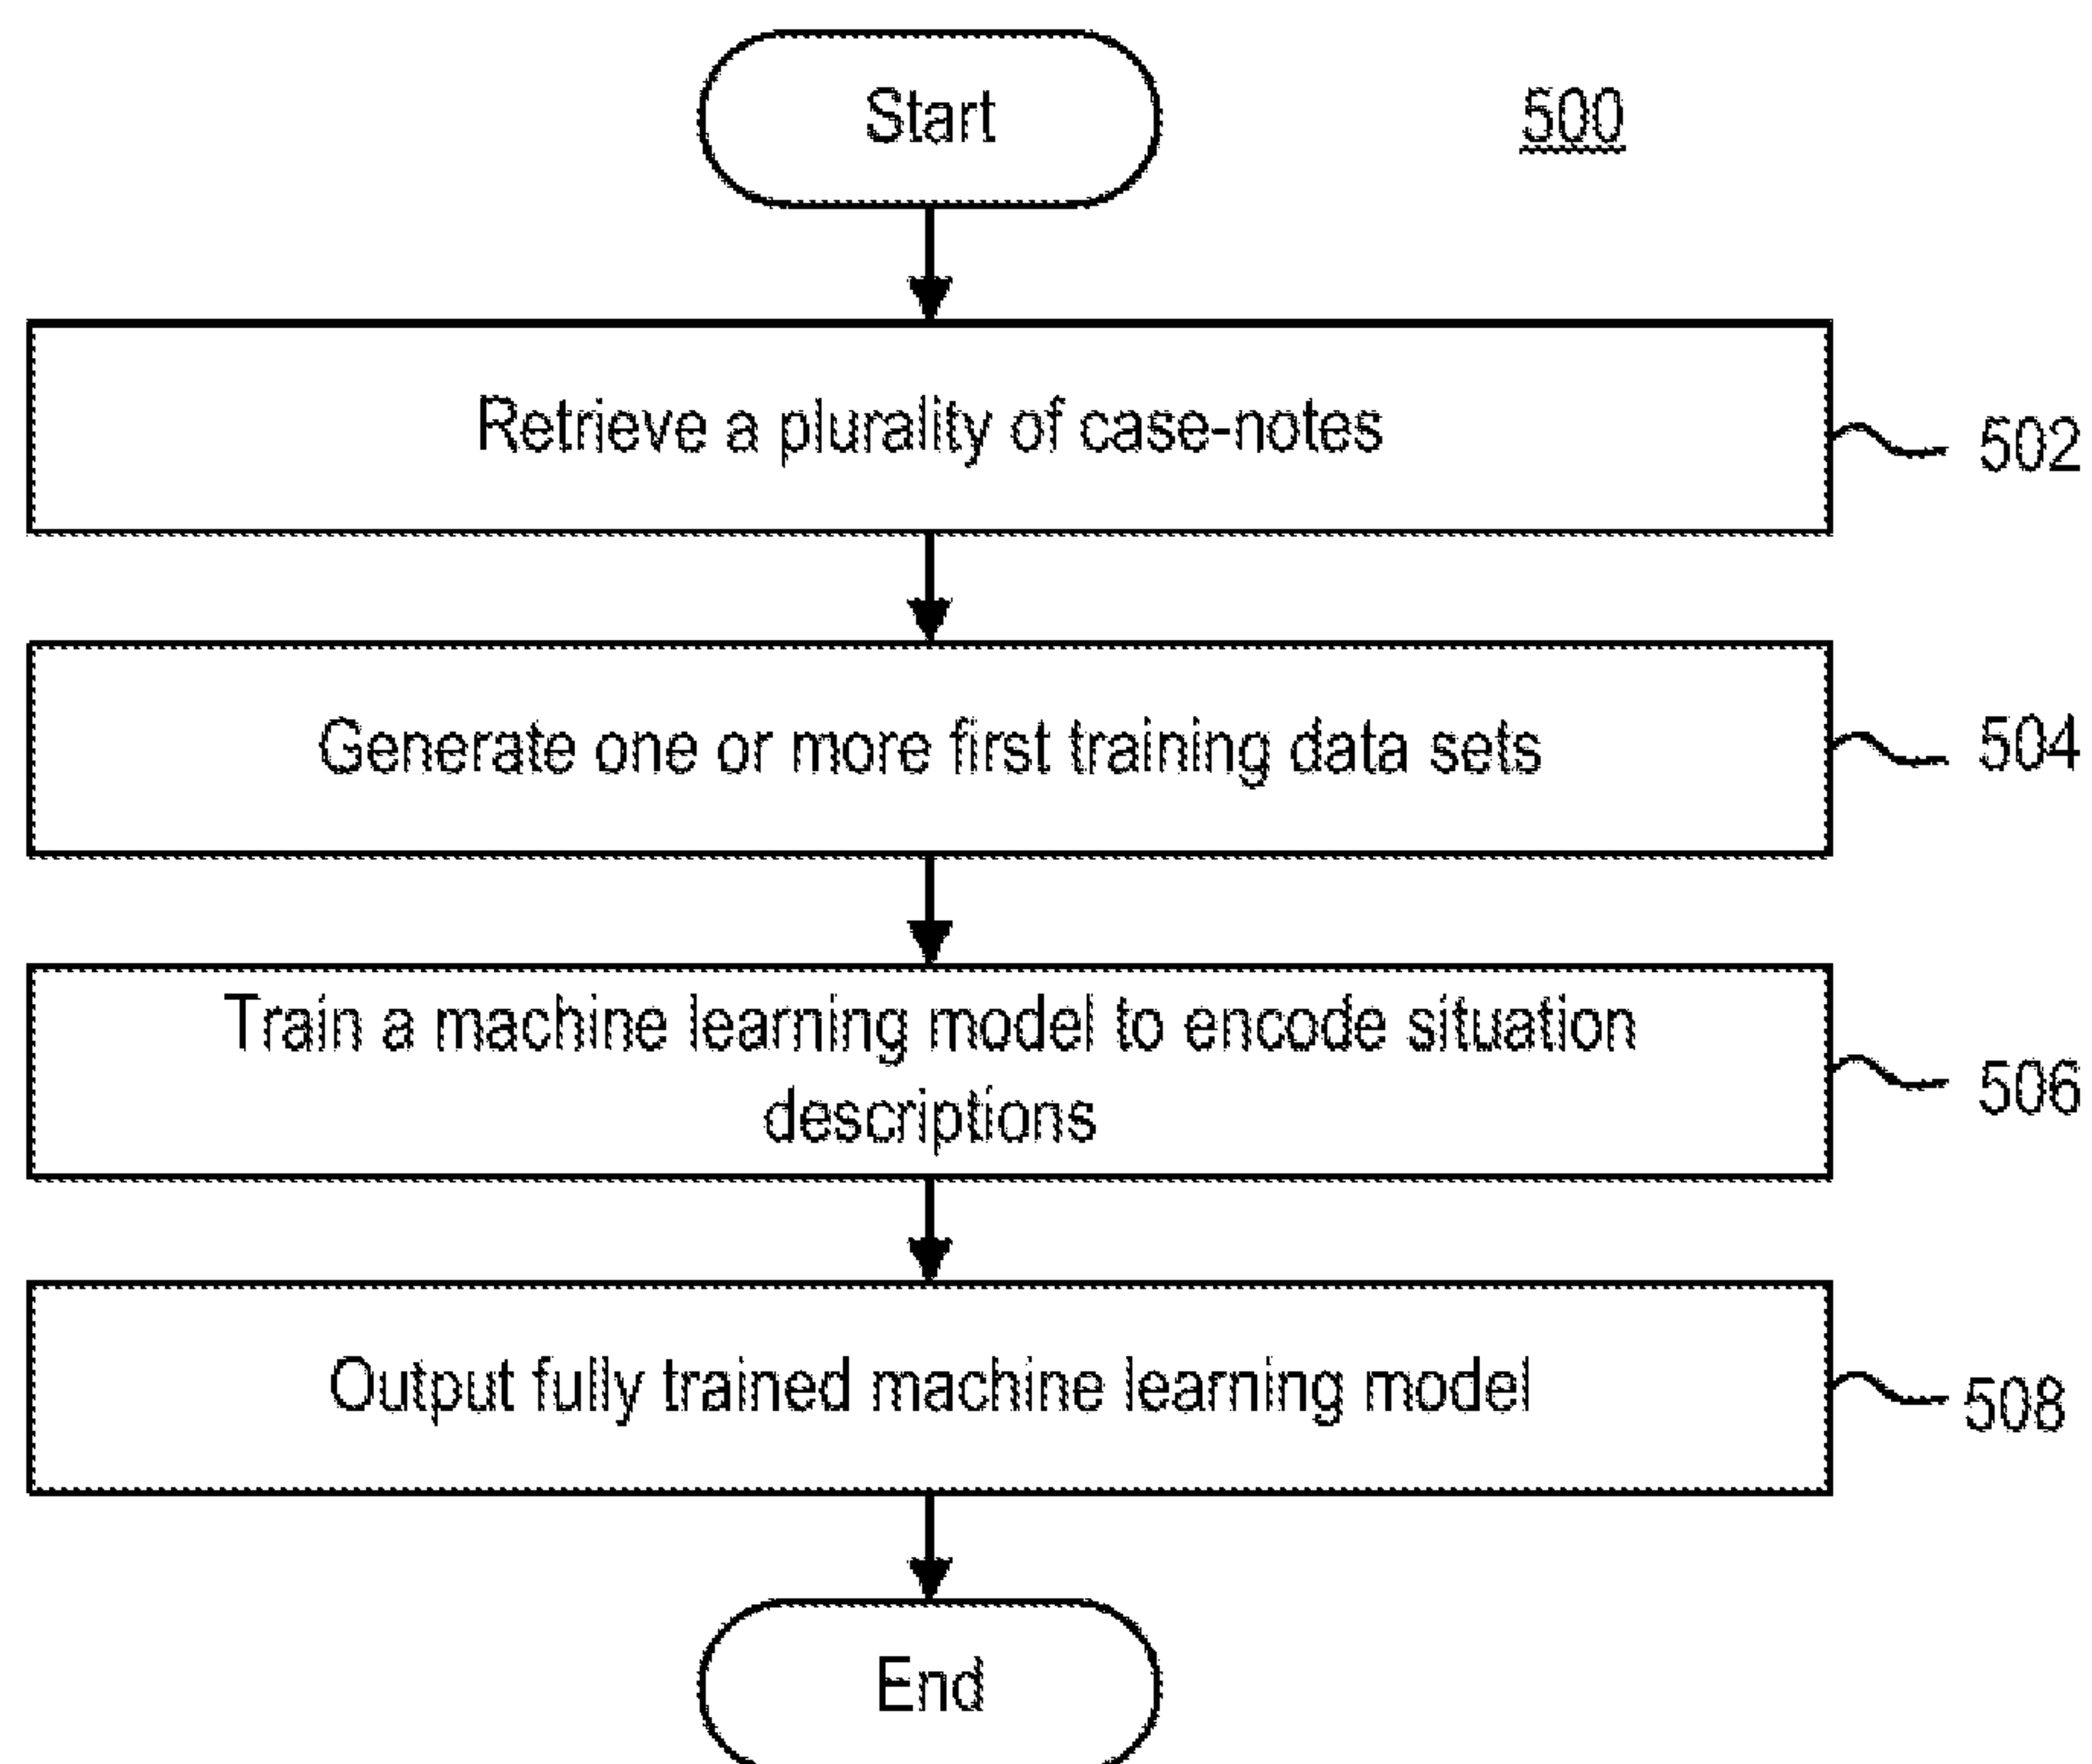 Start
500
Retrieve a plurality of case-notes
502
Generate one or more first training data sets
504
Train a machine learning model to encode situation
descriptions
506
Output fully trained machine learning model
508
End